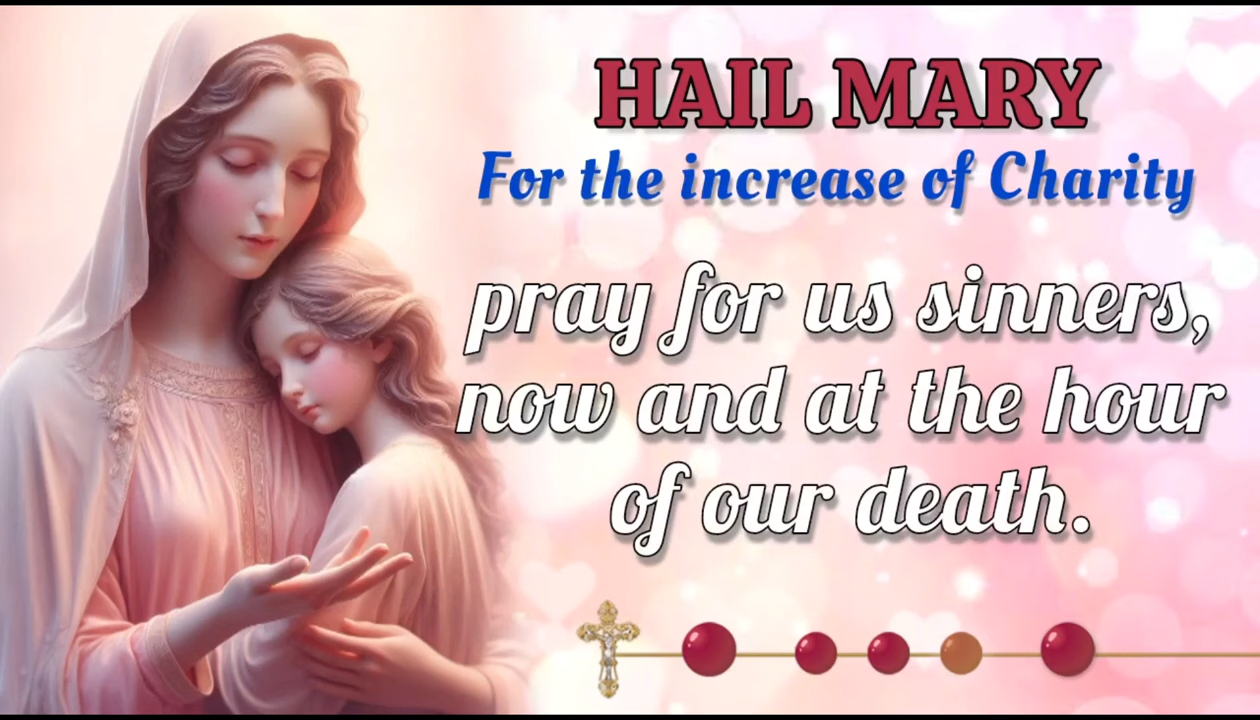 HAIL MARY
For the increase of Charity
pray for us sinners,
now and at the hour
of our death.